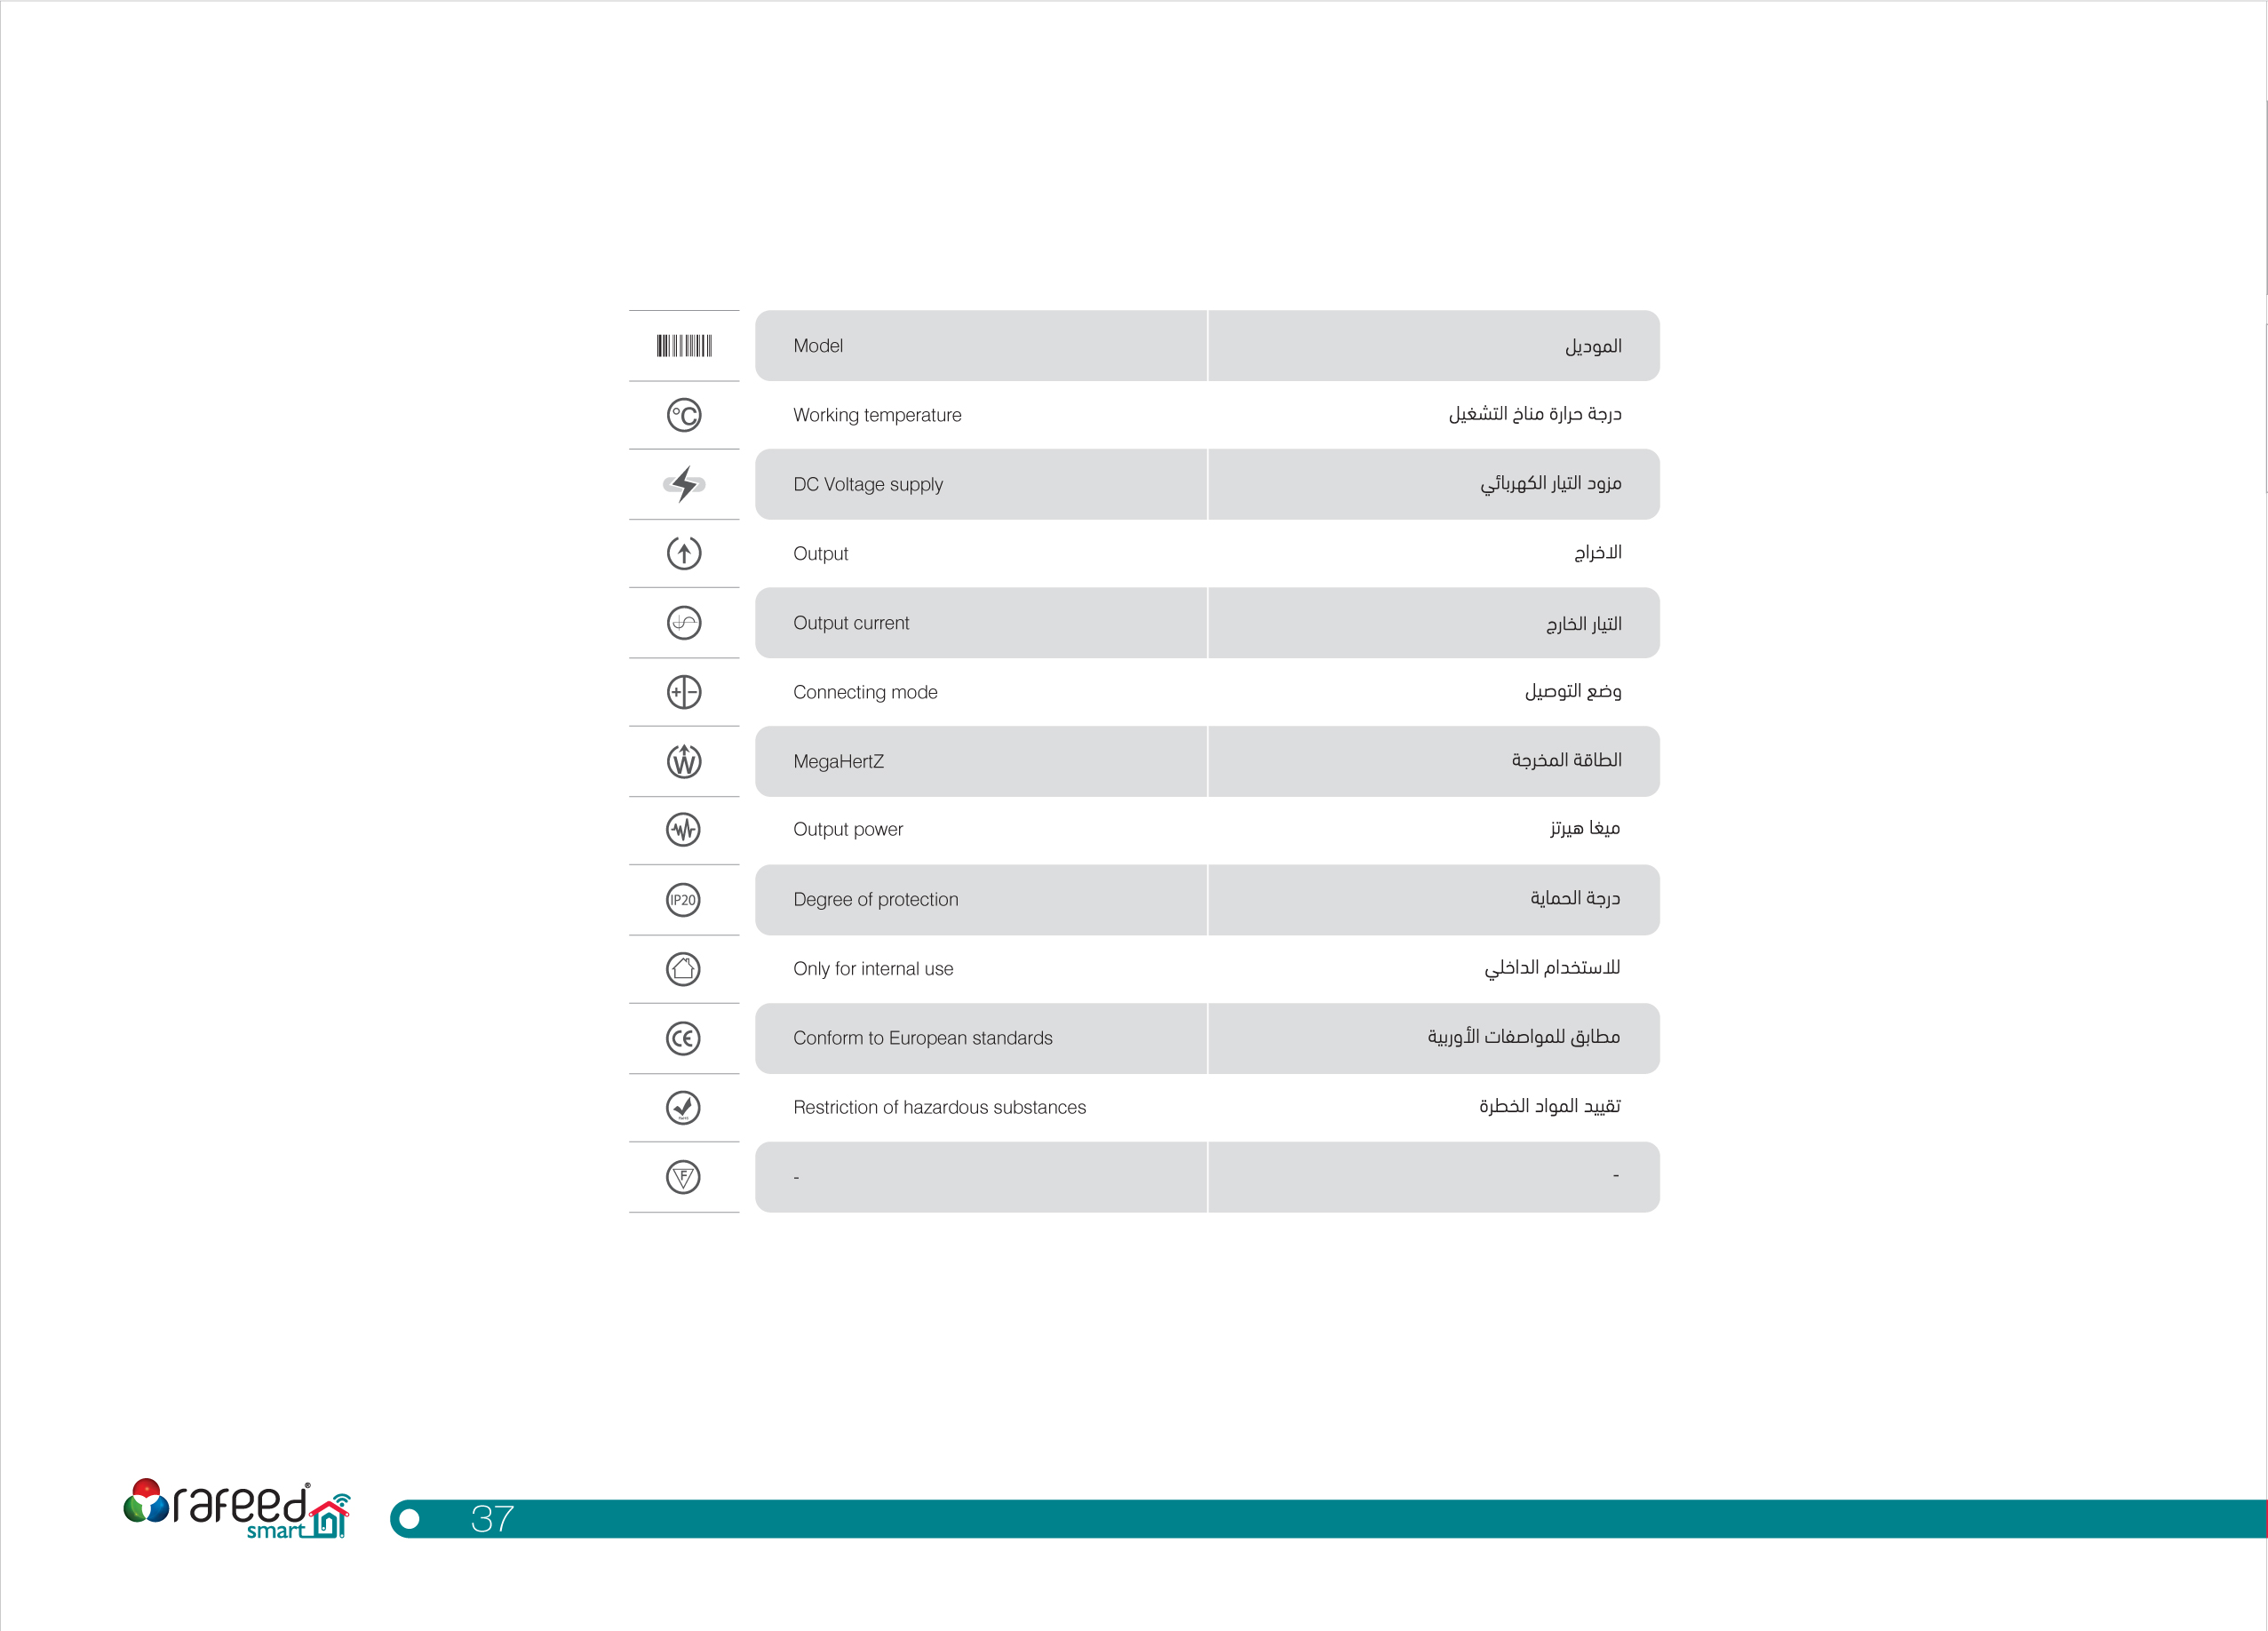 Model الموديل
°C Working temperature درجة حرارة مناخ التشغيل
DC Voltage supply مزود التيار الكهربائي
Output الاخراج
Output current التيار الخارج
+ - Connecting mode وضع التوصيل
W MegaHertZ الطاقة المخرجة
Output power ميغا هيرتز
IP20 Degree of protection درجة الحماية
Only for internal use للاستخدام الداخلي
CE Conform to European standards مطابق للمواصفات الأوربية
Restriction of hazardous substances تقييد المواد الخطرة
F - -
rafeed®
smart
37